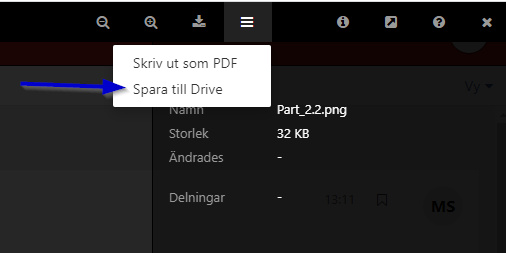 Skriv ut som PDF
Spara till Drive
Vy
Namn Part_2.2.png
Storlek 32 KB
Ändrades -
Delningar -
13:11
MS